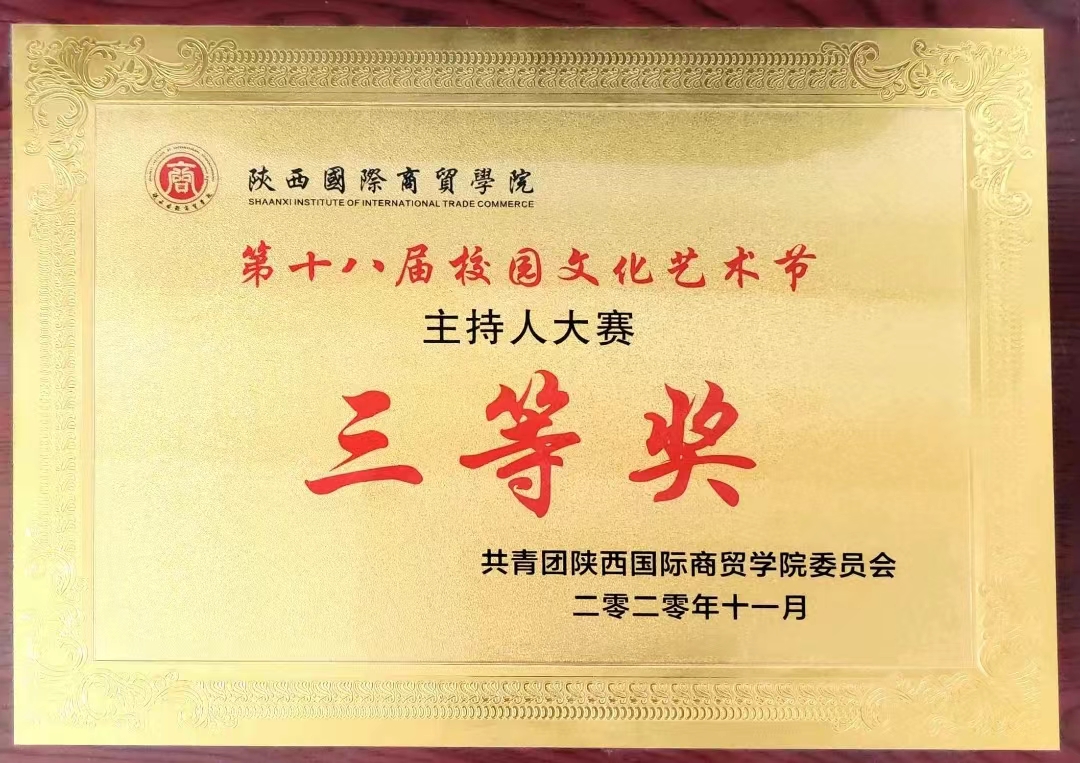 陝西國際商貿學院
SHAANXI INSTITUTE OF INTERNATIONAL TRADE COMMERCE
第十八届校园文化艺术节
主持人大赛
三等奖
共青团陕西国际商贸学院委员会
二零二零年十一月